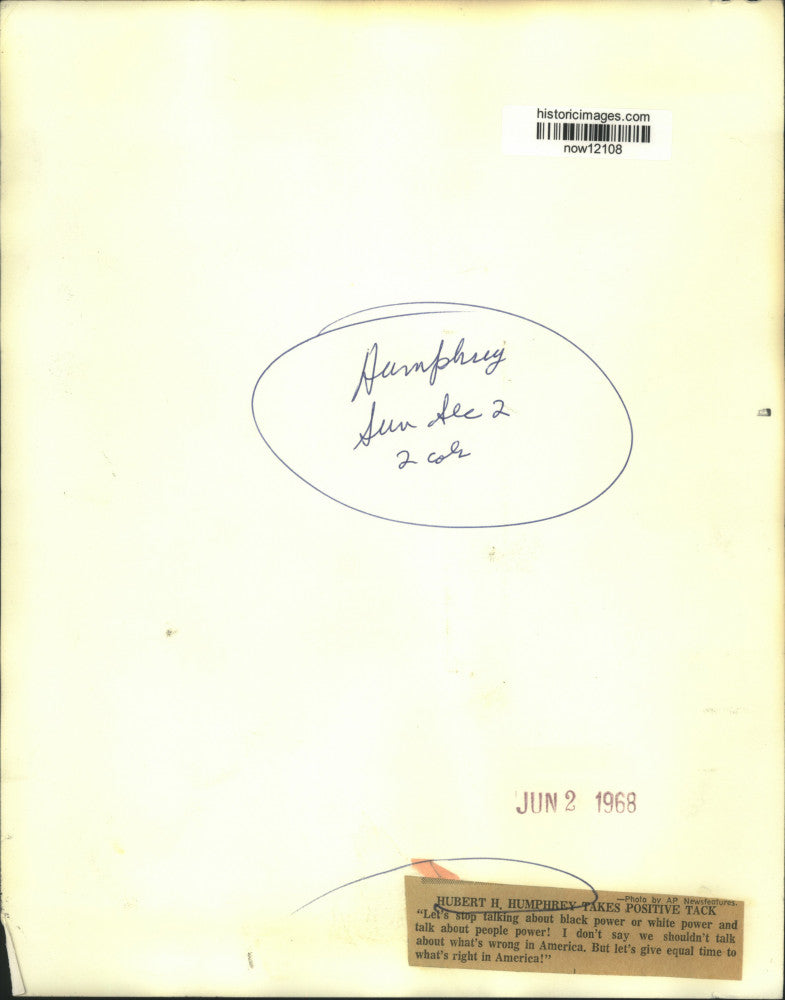 historicimages.com
now12108
Humphrey
Sun Sec 2
2 cols
JUN 2 1968
—Photo by AP Newsfeatures.
HUBERT H. HUMPHREY TAKES POSITIVE TACK
“Let's stop talking about black power or white power and
talk about people power! I don't say we shouldn't talk
about what's wrong in America. But let's give equal time to
what's right in America!”